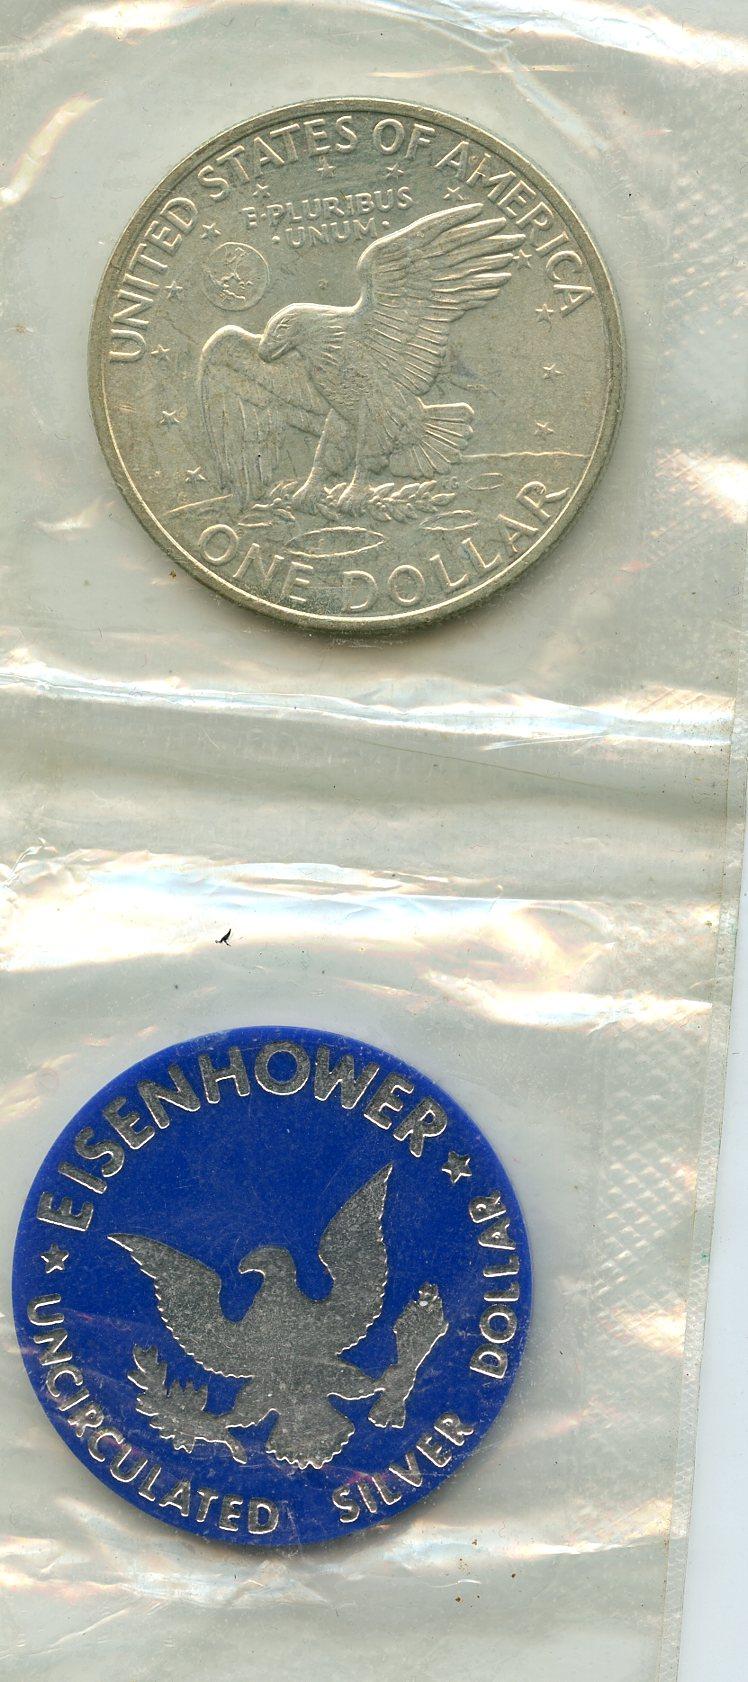 UNITED STATES OF AMERICA
E·PLURIBUS
·UNUM·
ONE DOLLAR
EISENHOWER
UNCIRCULATED SILVER DOLLAR